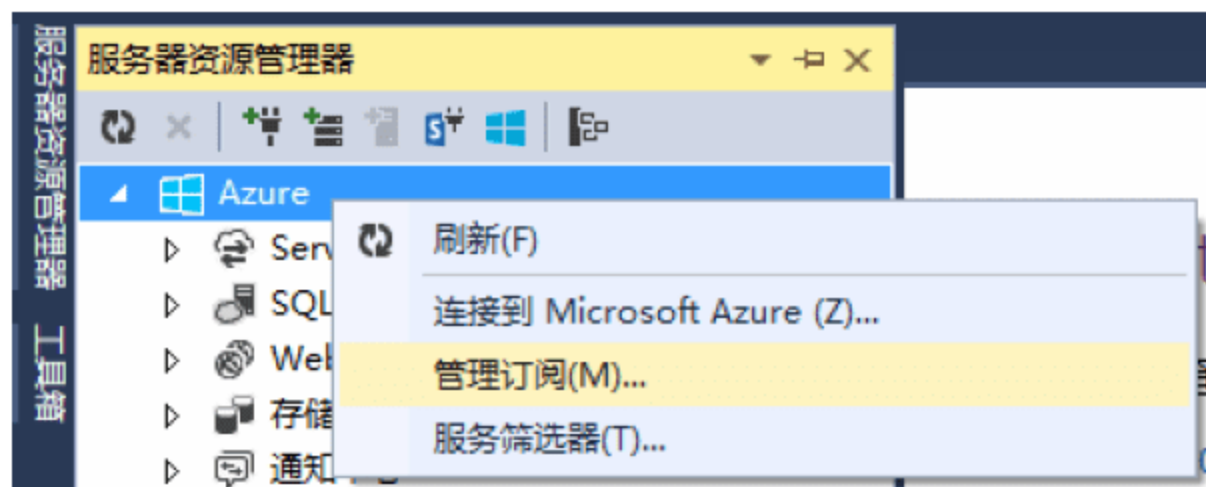 服务器资源管理器
服务器资源管理器
工具箱
Azure
刷新(F)
连接到 Microsoft Azure (Z)...
管理订阅(M)...
服务筛选器(T)...
SQL
存储
通知